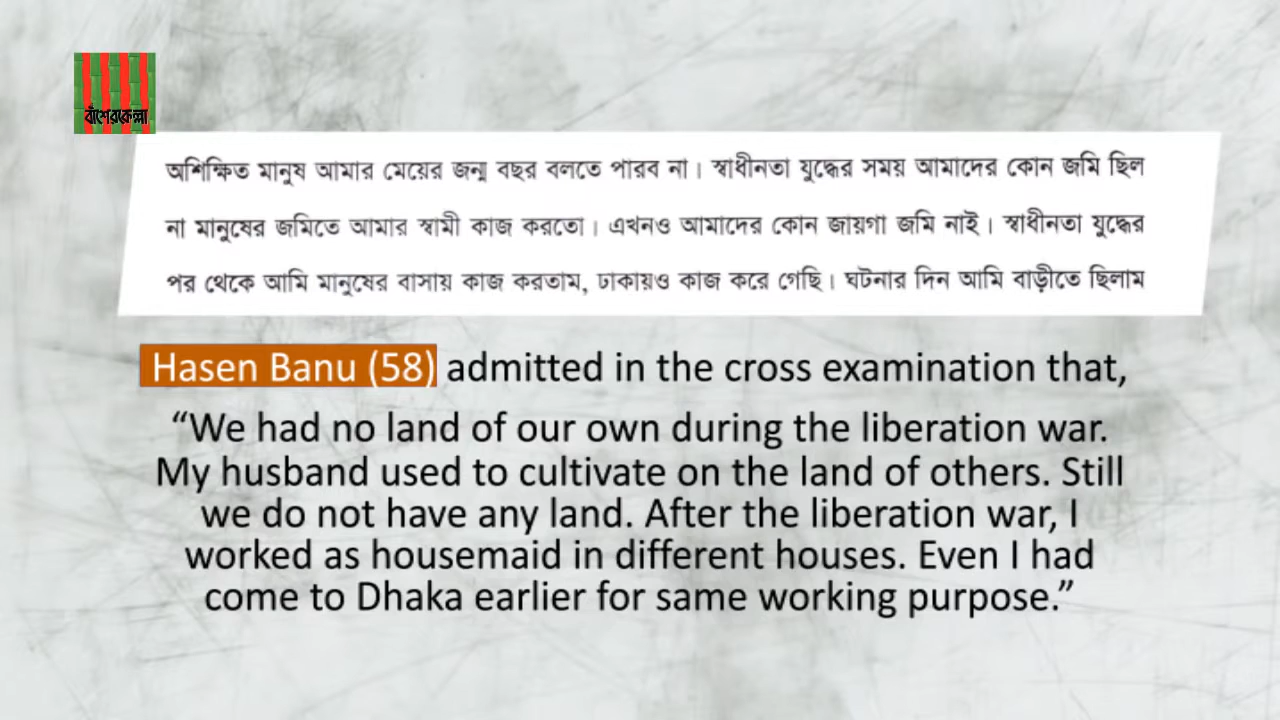 বাঁশেরকেল্লা
অশিক্ষিত মানুষ আমার মেয়ের জন্ম বছর বলতে পারব না। স্বাধীনতা যুদ্ধের সময় আমাদের কোন জমি ছিল
না মানুষের জমিতে আমার স্বামী কাজ করতো। এখনও আমাদের কোন জায়গা জমি নাই। স্বাধীনতা যুদ্ধের
পর থেকে আমি মানুষের বাসায় কাজ করতাম, ঢাকায়ও কাজ করে গেছি। ঘটনার দিন আমি বাড়ীতে ছিলাম
Hasen Banu (58) admitted in the cross examination that,
“We had no land of our own during the liberation war.
My husband used to cultivate on the land of others. Still
we do not have any land. After the liberation war, I
worked as housemaid in different houses. Even I had
come to Dhaka earlier for same working purpose.”